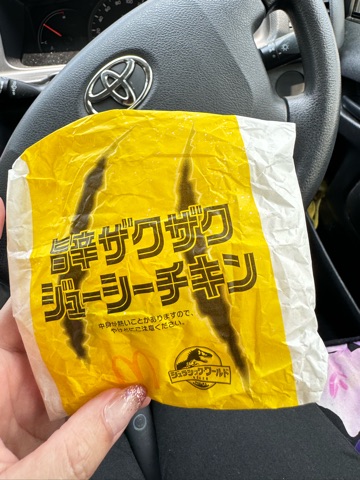 旨辛ザクザク
ジューシーチキン
中身が熱いことがありますので、
やけどにご注意ください。
ジュラシック・ワールド